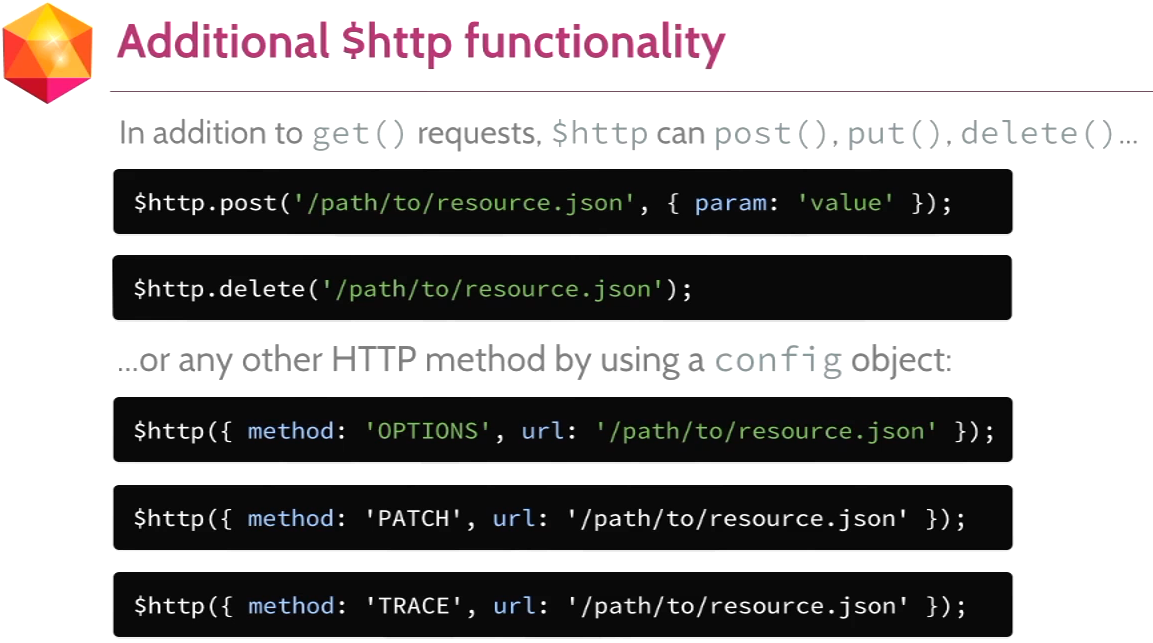 Additional $http functionality
In addition to get() requests, $http can post(), put(), delete()...
$http.post('/path/to/resource.json', { param: 'value' });
$http.delete('/path/to/resource.json');
...or any other HTTP method by using a config object:
$http({ method: 'OPTIONS', url: '/path/to/resource.json' });
$http({ method: 'PATCH', url: '/path/to/resource.json' });
$http({ method: 'TRACE', url: '/path/to/resource.json' });